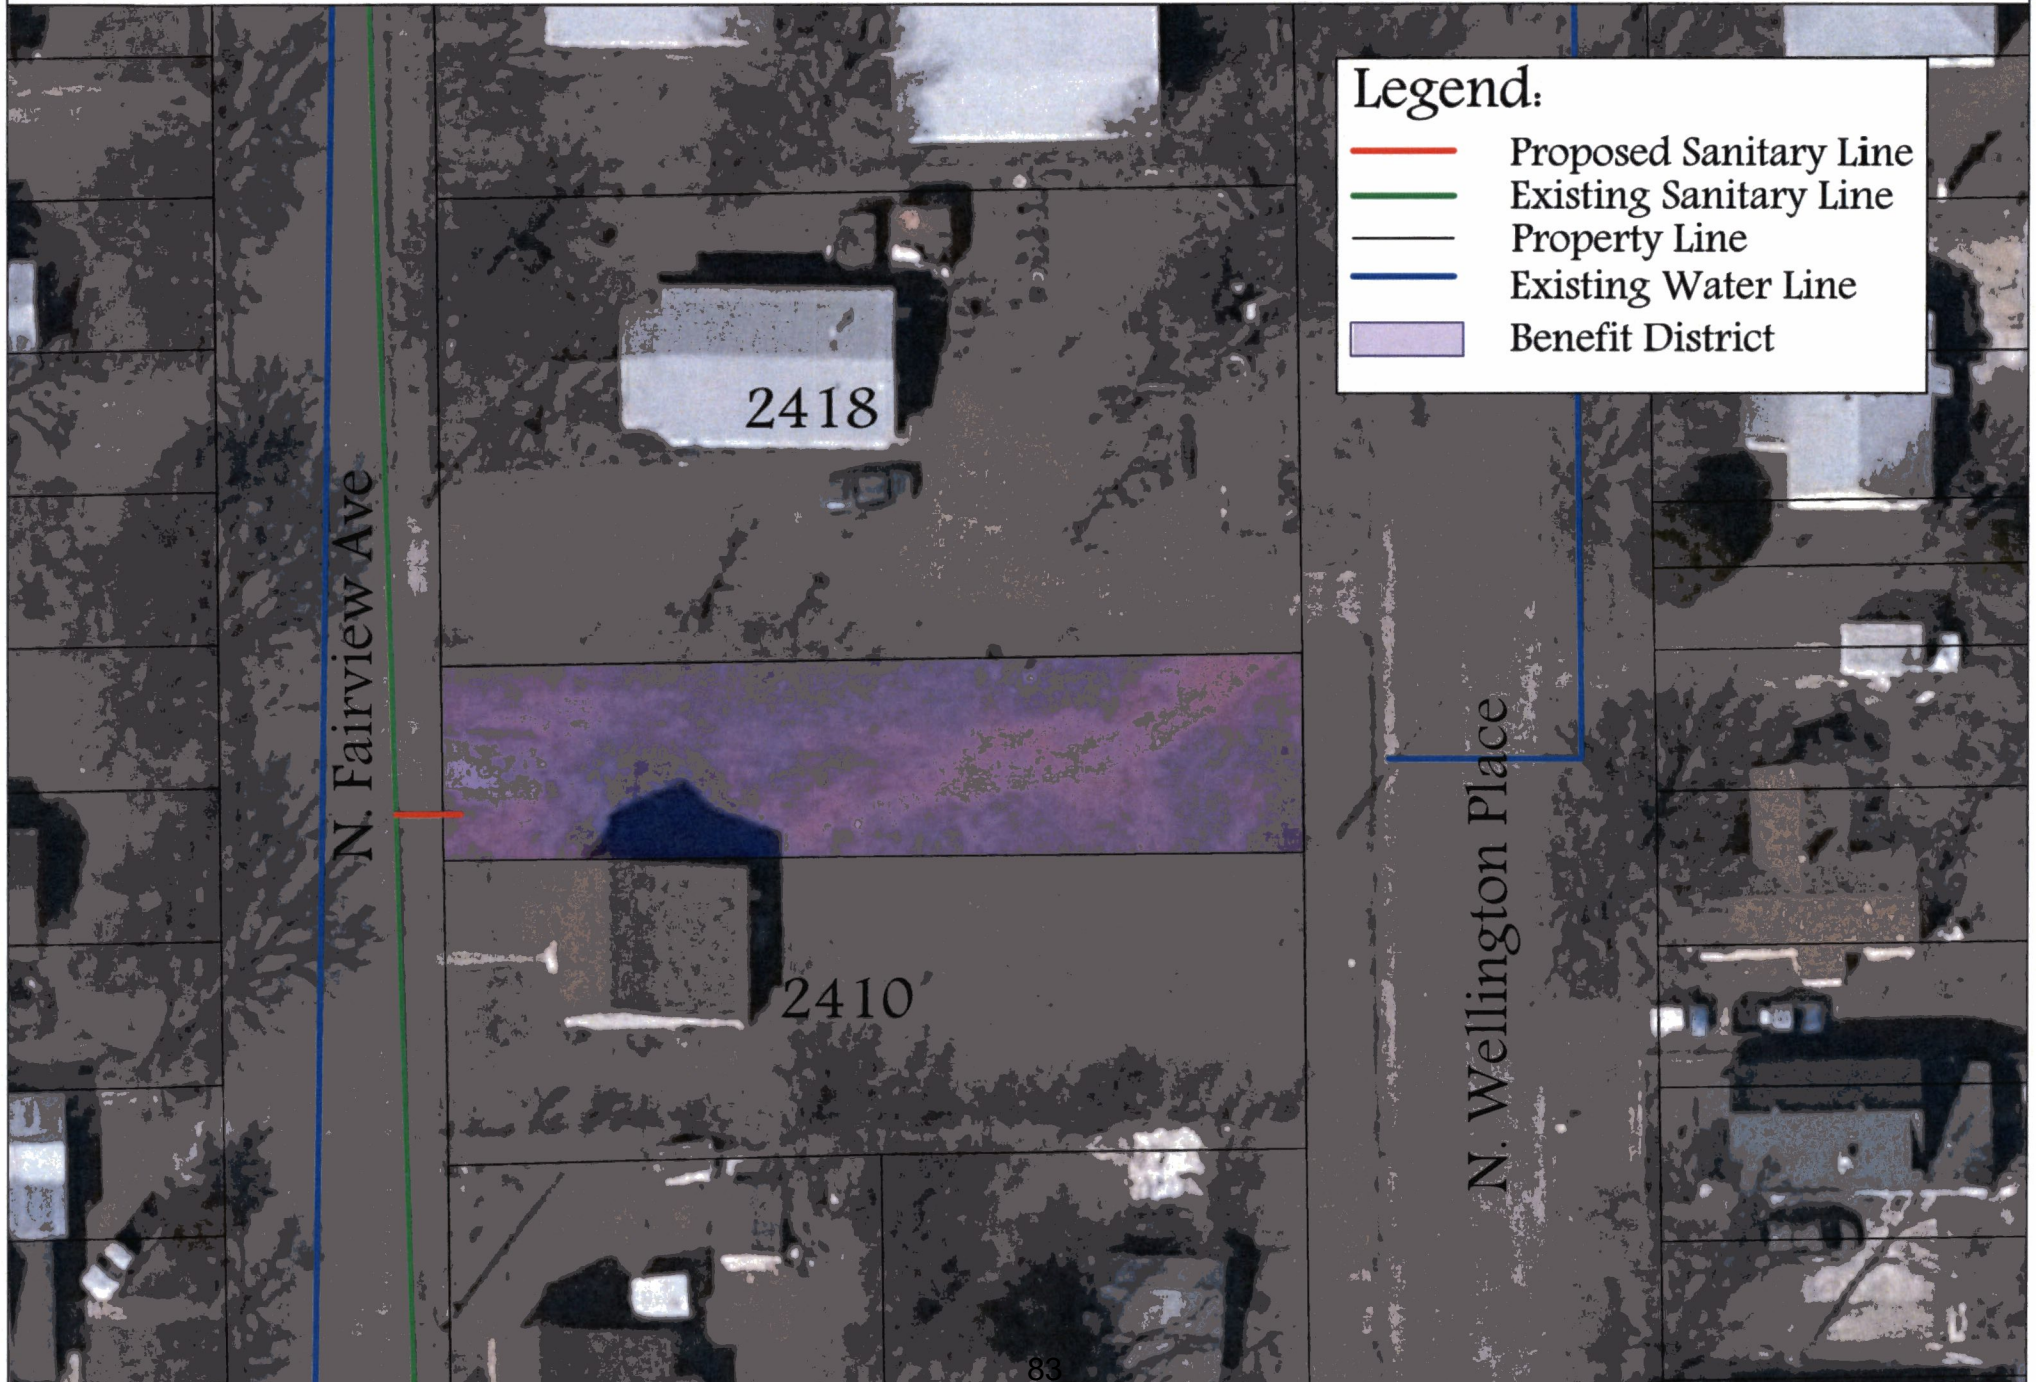 Legend:
Proposed Sanitary Line
Existing Sanitary Line
Property Line
Existing Water Line
Benefit District
2418
N. Fairview Ave
N. Wellington Place
2410
83